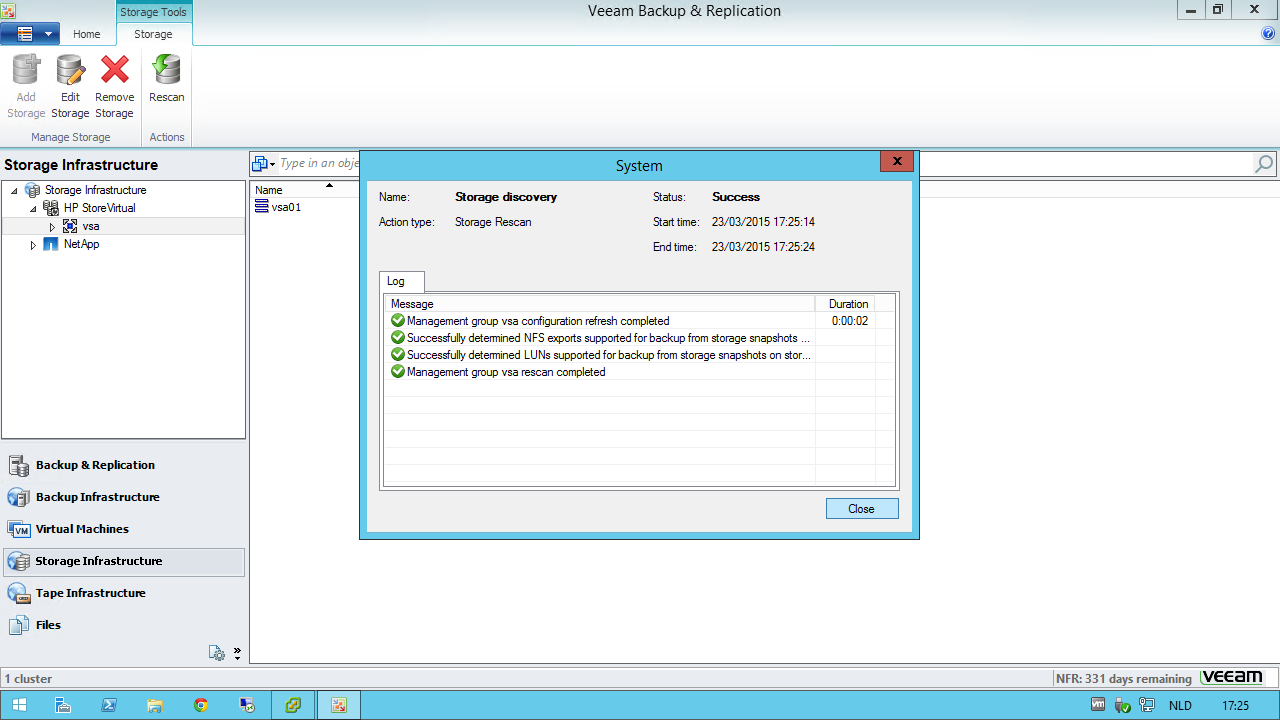 Storage Tools
Veeam Backup & Replication
Home
Storage
Add Storage
Edit Storage
Remove Storage
Rescan
Manage Storage
Actions
Storage Infrastructure
Type in an obje
Storage Infrastructure
HP StoreVirtual
vsa
NetApp
Name
vsa01
System
x
Name: Storage discovery
Status: Success
Action type: Storage Rescan
Start time: 23/03/2015 17:25:14
End time: 23/03/2015 17:25:24
Log
Message Duration
Management group vsa configuration refresh completed 0:00:02
Successfully determined NFS exports supported for backup from storage snapshots ...
Successfully determined LUNs supported for backup from storage snapshots on stor...
Management group vsa rescan completed
Close
Backup & Replication
Backup Infrastructure
VM
Virtual Machines
Storage Infrastructure
Tape Infrastructure
Files
1 cluster
NFR: 331 days remaining
veeam
vm
NLD
17:25